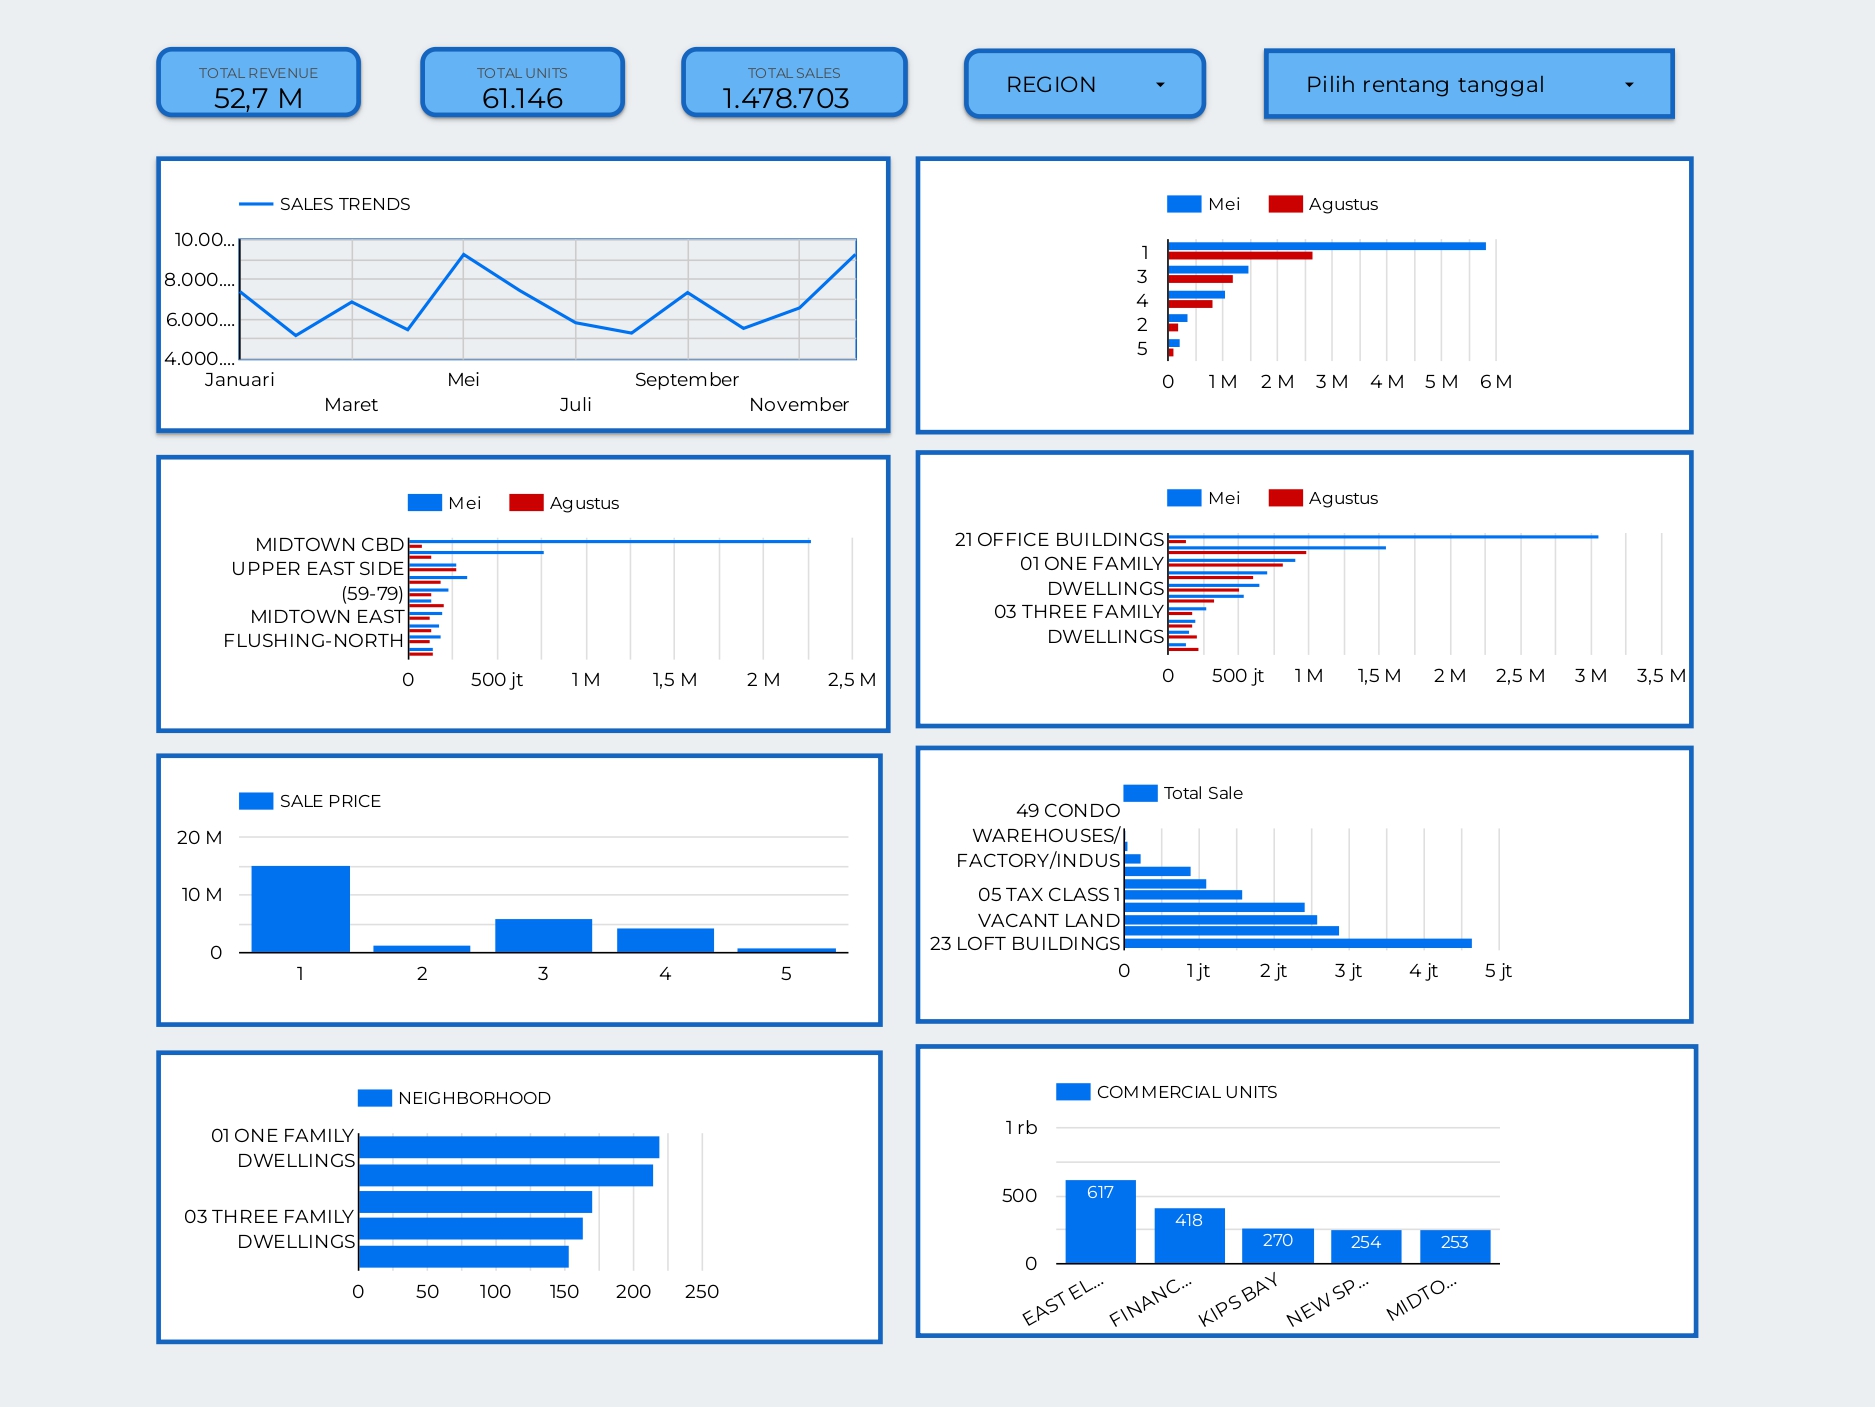 TOTAL REVENUE
52,7 M
TOTAL UNITS
61.146
TOTAL SALES
1.478.703
REGION
Pilih rentang tanggal
SALES TRENDS
10.00...
8.000....
6.000....
4.000....
Januari
Maret
Mei
Juli
September
November
Mei Agustus
1
3
4
2
5
0 1 M 2 M 3 M 4 M 5 M 6 M
Mei Agustus
MIDTOWN CBD
UPPER EAST SIDE
(59-79)
MIDTOWN EAST
FLUSHING-NORTH
0 500 jt 1 M 1,5 M 2 M 2,5 M
Mei Agustus
21 OFFICE BUILDINGS
01 ONE FAMILY
DWELLINGS
03 THREE FAMILY
DWELLINGS
0 500 jt 1 M 1,5 M 2 M 2,5 M 3 M 3,5 M
SALE PRICE
20 M
10 M
0
1 2 3 4 5
Total Sale
49 CONDO
WAREHOUSES/
FACTORY/INDUS
05 TAX CLASS 1
VACANT LAND
23 LOFT BUILDINGS
0 1 jt 2 jt 3 jt 4 jt 5 jt
NEIGHBORHOOD
01 ONE FAMILY
DWELLINGS
03 THREE FAMILY
DWELLINGS
0 50 100 150 200 250
COMMERCIAL UNITS
1 rb
500
0
617
418
270
254
253
EAST EL...
FINANC...
KIPS BAY
NEW SP...
MIDTO...